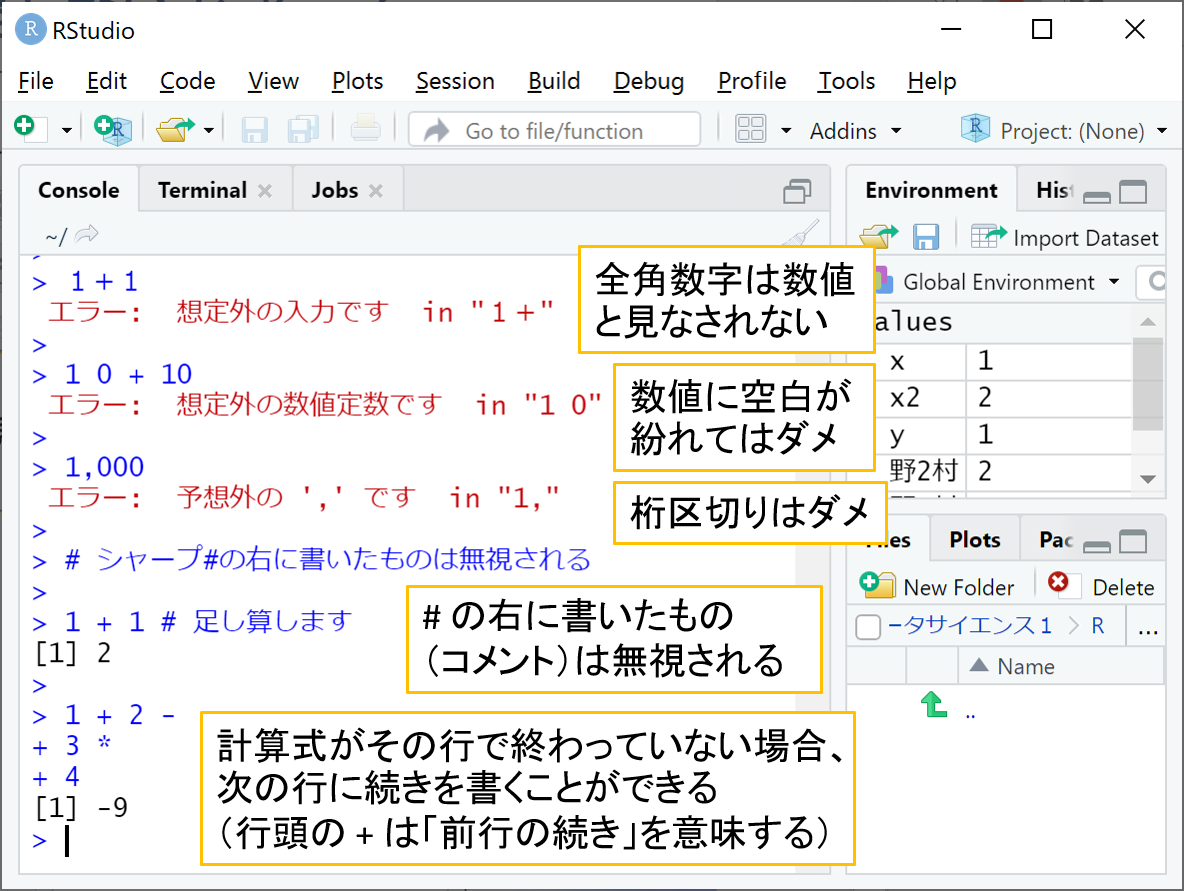 RStudio
File Edit Code View Plots Session Build Debug Profile Tools Help
Go to file/function Addins Project: (None)
Console Terminal Jobs
~/
> １＋１
エラー: 想定外の入力です in "１＋"
>
> 1 0 + 10
エラー: 想定外の数値定数です in "1 0"
>
> 1,000
エラー: 予想外の ',' です in "1,"
>
> # シャープ#の右に書いたものは無視される
>
> 1 + 1 # 足し算します
[1] 2
>
> 1 + 2 -
+ 3 *
+ 4
[1] -9
>
全角数字は数値
と見なされない
数値に空白が
紛れてはダメ
桁区切りはダメ
# の右に書いたもの
（コメント）は無視される
計算式がその行で終わっていない場合、
次の行に続きを書くことができる
（行頭の + は「前行の続き」を意味する）
Environment His
Import Dataset
Global Environment
alues
x 1
x2 2
y 1
野2村 2
les Plots Pac
New Folder Delete
ータサイエンス１ R ...
Name
..